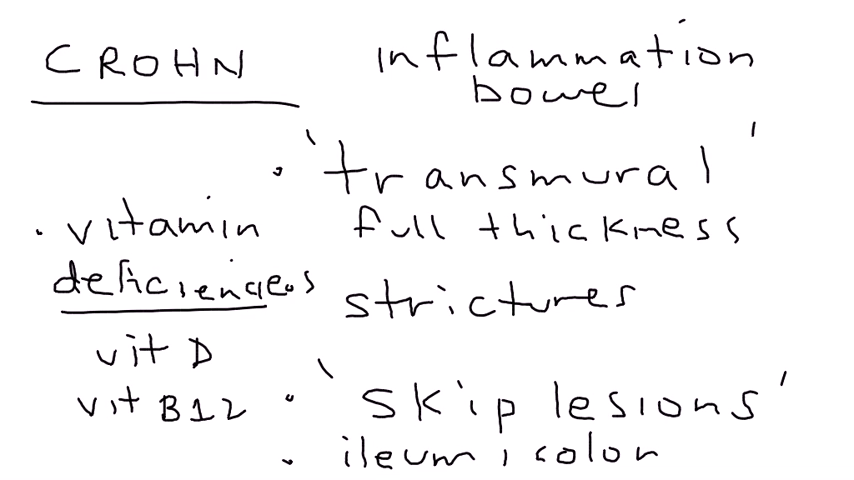 CROHN
inflammation
bowel
• 'transmural'
full thickness
strictures
• vitamin
deficiencies
vit D
vit B12
• 'skip lesions'
• ileum, colon